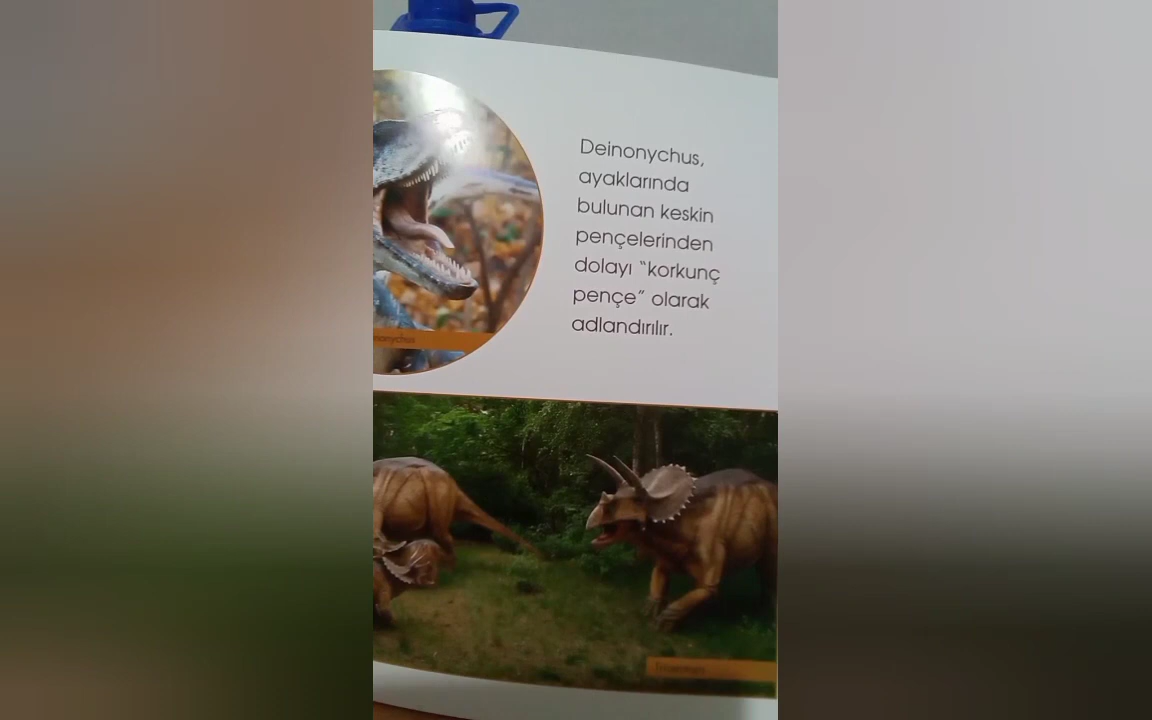 Deinonychus,
ayaklarında
bulunan keskin
pençelerinden
dolayı “korkunç
pençe” olarak
adlandırılır.